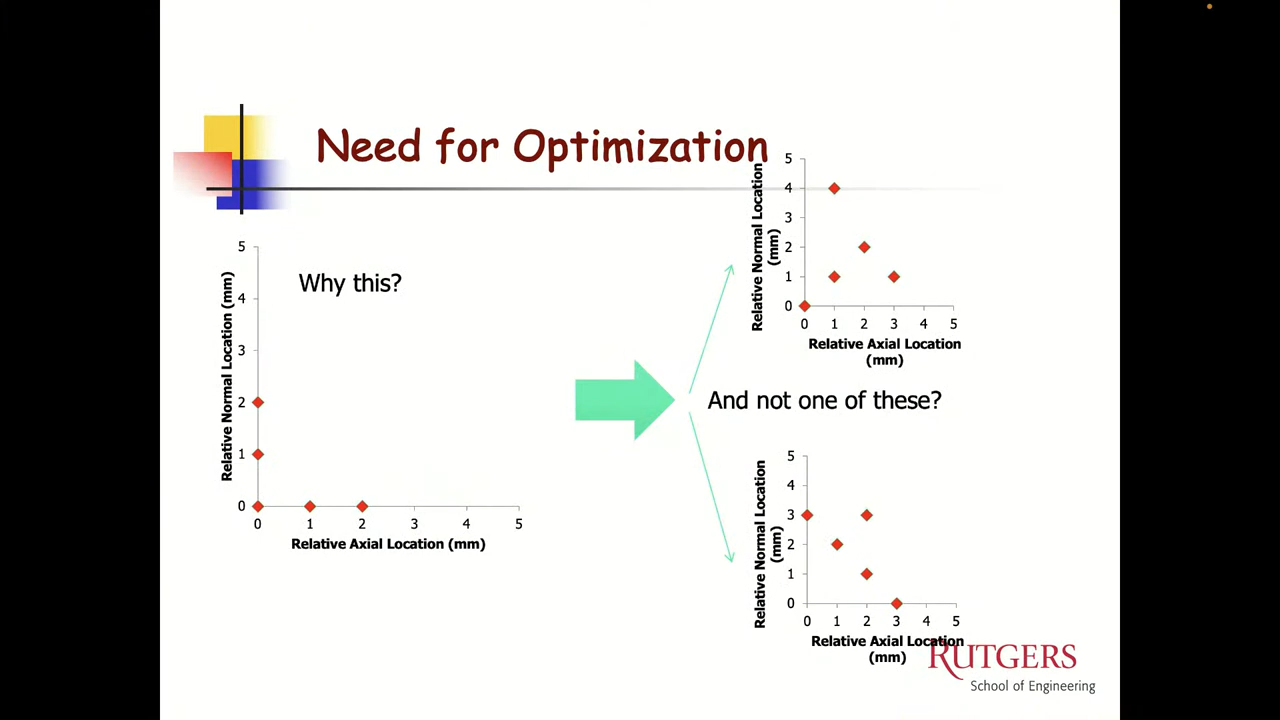 Need for Optimization
Why this?
5
4
3
2
1
0
0 1 2 3 4 5
Relative Normal Location (mm)
Relative Axial Location (mm)
5
4
3
2
1
0
0 1 2 3 4 5
Relative Normal Location
(mm)
Relative Axial Location
(mm)
And not one of these?
5
4
3
2
1
0
0 1 2 3 4 5
Relative Normal Location
(mm)
Relative Axial Location
(mm)
RUTGERS
School of Engineering